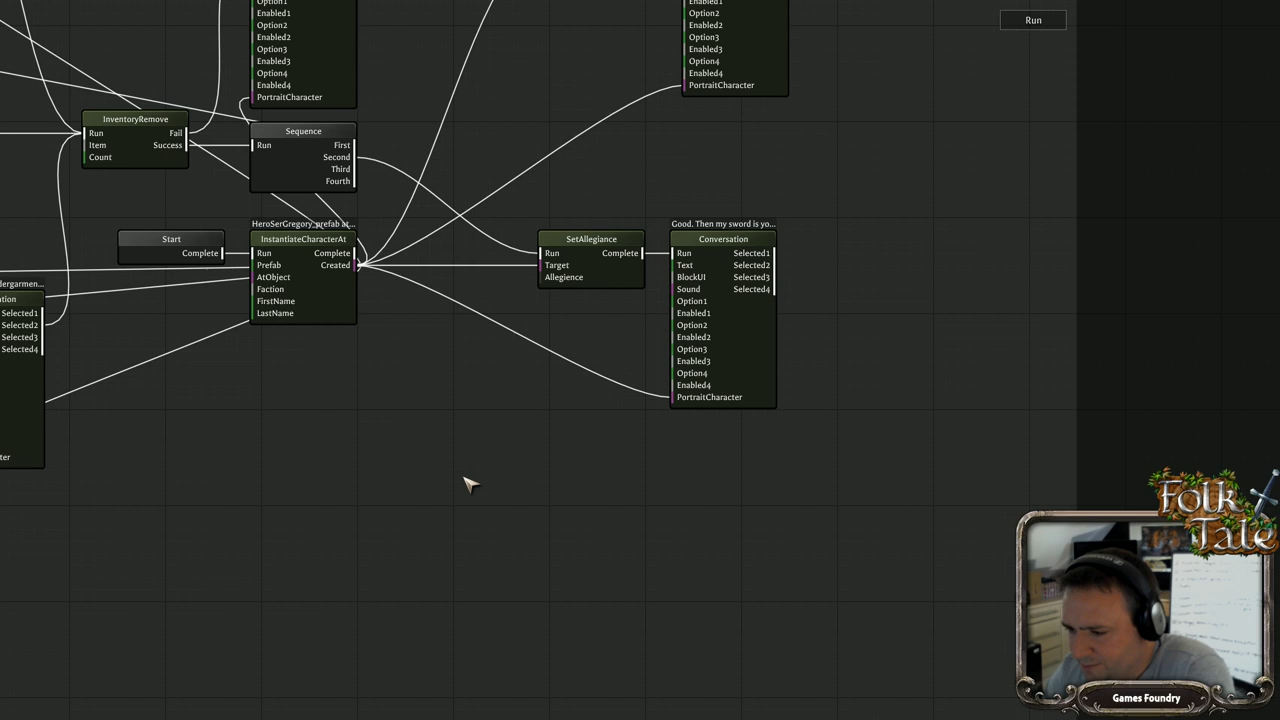 Option1
Enabled1
Option2
Enabled2
Option3
Enabled3
Option4
Enabled4
PortraitCharacter
Enabled1
Option2
Enabled2
Option3
Enabled3
Option4
Enabled4
PortraitCharacter
Run
InventoryRemove
Run Fail
Item Success
Count
Sequence
Run First
Second
Third
Fourth
Start
Complete
HeroSerGregory_prefab at...
InstantiateCharacterAt
Run Complete
Prefab Created
AtObject
Faction
FirstName
LastName
SetAllegiance
Run Complete
Target
Allegience
Good. Then my sword is yo...
Conversation
Run Selected1
Text Selected2
BlockUI Selected3
Sound Selected4
Option1
Enabled1
Option2
Enabled2
Option3
Enabled3
Option4
Enabled4
PortraitCharacter
dergarmen...
tion
Selected1
Selected2
Selected3
Selected4
ter
Folk
Tale
Games Foundry